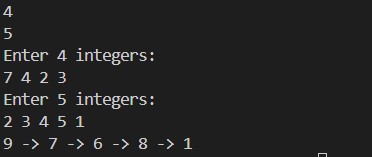 4
5
Enter 4 integers:
7 4 2 3
Enter 5 integers:
2 3 4 5 1
9 -> 7 -> 6 -> 8 -> 1